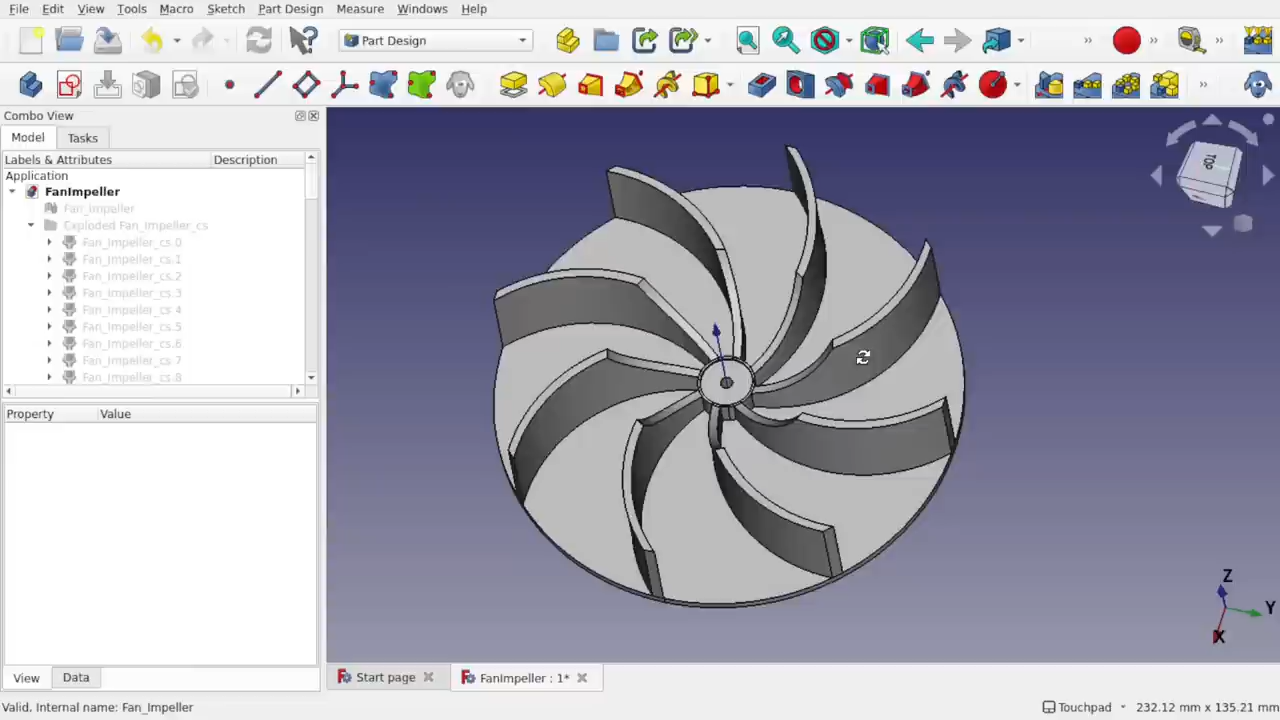 File Edit View Tools Macro Sketch Part Design Measure Windows Help
Part Design
»
»
»
»
Combo View
Model Tasks
Labels & Attributes Description
Application
FanImpeller
Fan_Impeller
Exploded Fan_Impeller_cs
Fan_Impeller_cs.0
Fan_Impeller_cs.1
Fan_Impeller_cs.2
Fan_Impeller_cs.3
Fan_Impeller_cs.4
Fan_Impeller_cs.5
Fan_Impeller_cs.6
Fan_Impeller_cs.7
Fan_Impeller_cs.8
Property Value
TOP
Z
Y
X
View Data
Start page
FanImpeller : 1*
Valid, Internal name: Fan_Impeller
Touchpad 232.12 mm x 135.21 mm